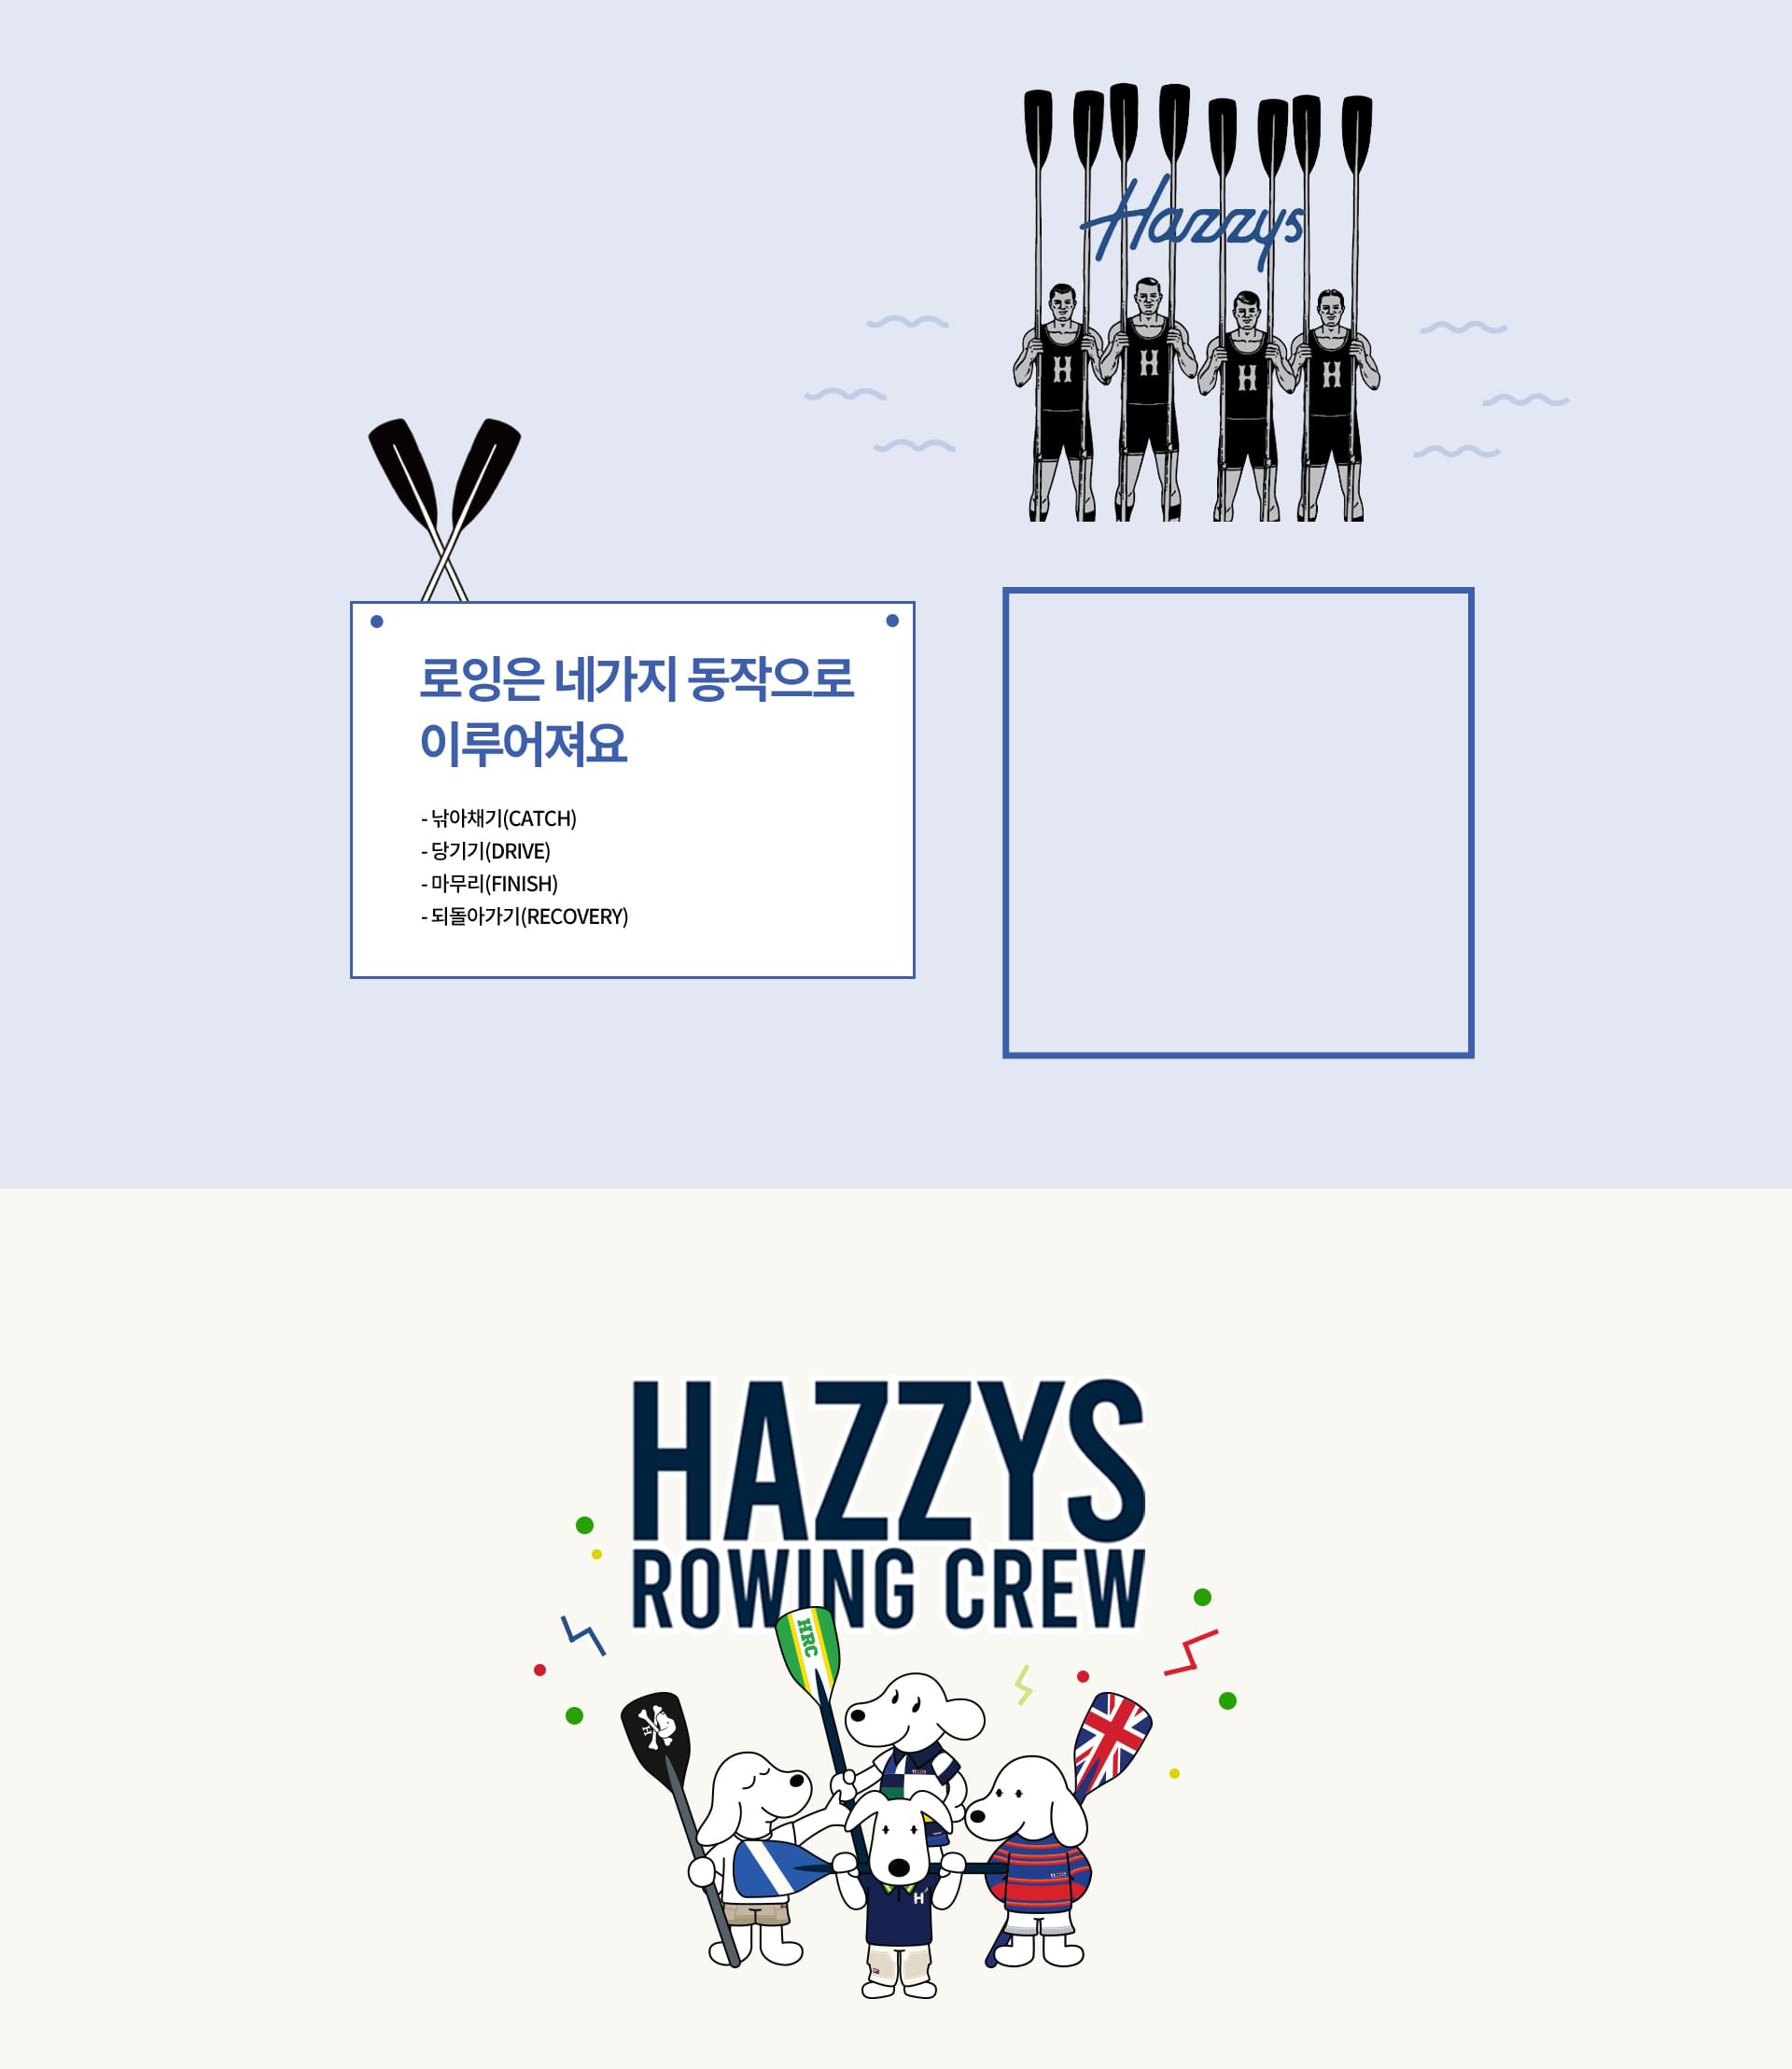 Hazzys
H H H H
로잉은 네가지 동작으로
이루어져요
- 낚아채기(CATCH)
- 당기기(DRIVE)
- 마무리(FINISH)
- 되돌아가기(RECOVERY)
HAZZYS
ROWING CREW
HRC
H
H